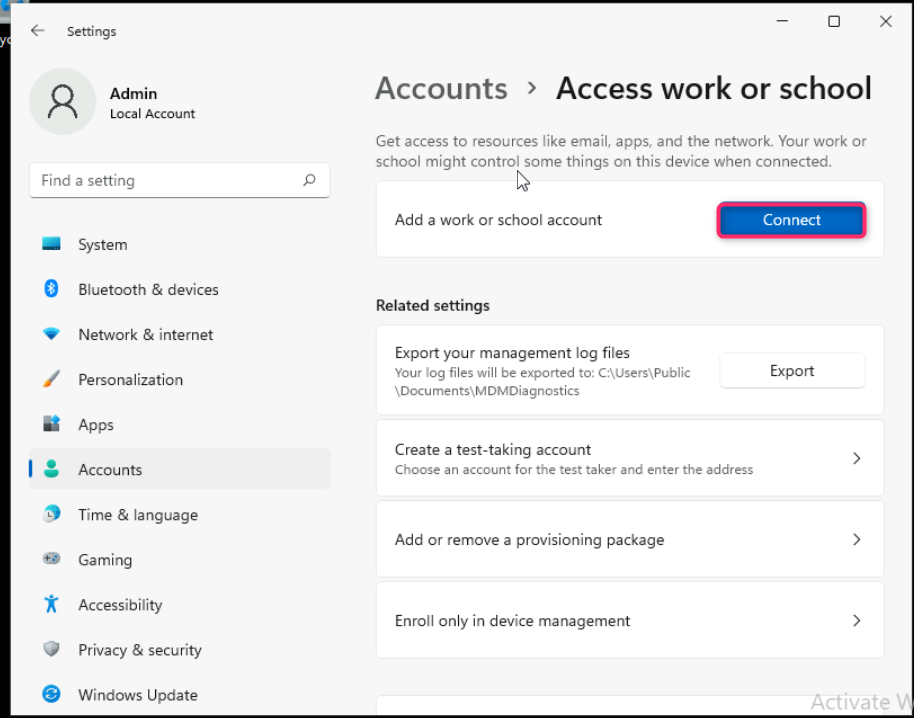 Settings
Admin
Local Account
Find a setting
System
Bluetooth & devices
Network & internet
Personalization
Apps
Accounts
Time & language
Gaming
Accessibility
Privacy & security
Windows Update
Accounts › Access work or school
Get access to resources like email, apps, and the network. Your work or
school might control some things on this device when connected.
Add a work or school account
Connect
Related settings
Export your management log files
Your log files will be exported to: C:\Users\Public
\Documents\MDMDiagnostics
Export
Create a test-taking account
Choose an account for the test taker and enter the address
Add or remove a provisioning package
Enroll only in device management
Activate